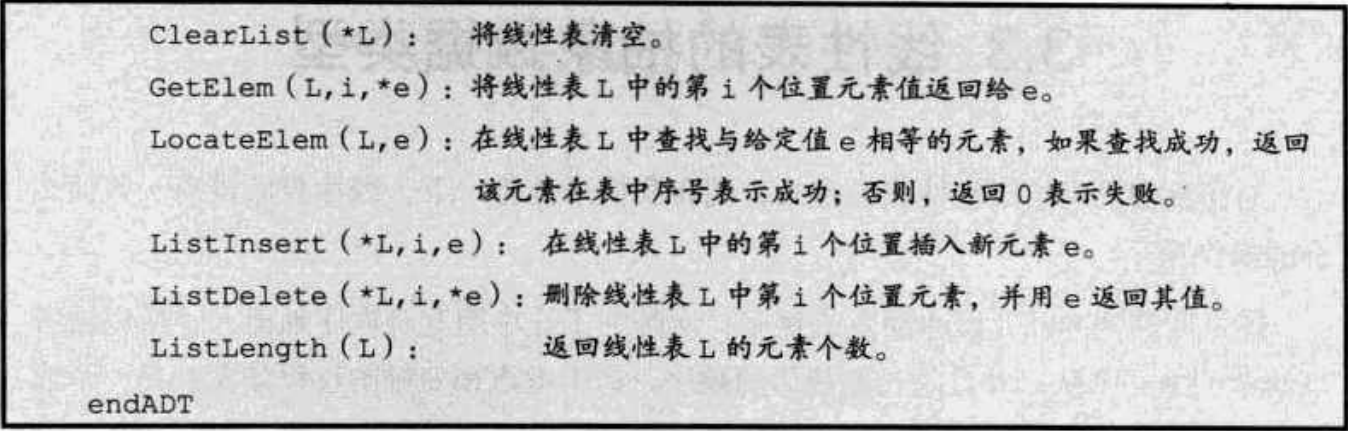 ClearList（*L）： 将线性表清空。
GetElem（L,i,*e）：将线性表 L 中的第 i 个位置元素值返回给 e。
LocateElem（L,e）：在线性表 L 中查找与给定值 e 相等的元素，如果查找成功，返回
该元素在表中序号表示成功；否则，返回 0 表示失败。
ListInsert（*L,i,e）： 在线性表 L 中的第 i 个位置插入新元素 e。
ListDelete（*L,i,*e）：删除线性表 L 中第 i 个位置元素，并用 e 返回其值。
ListLength（L）： 返回线性表 L 的元素个数。
endADT